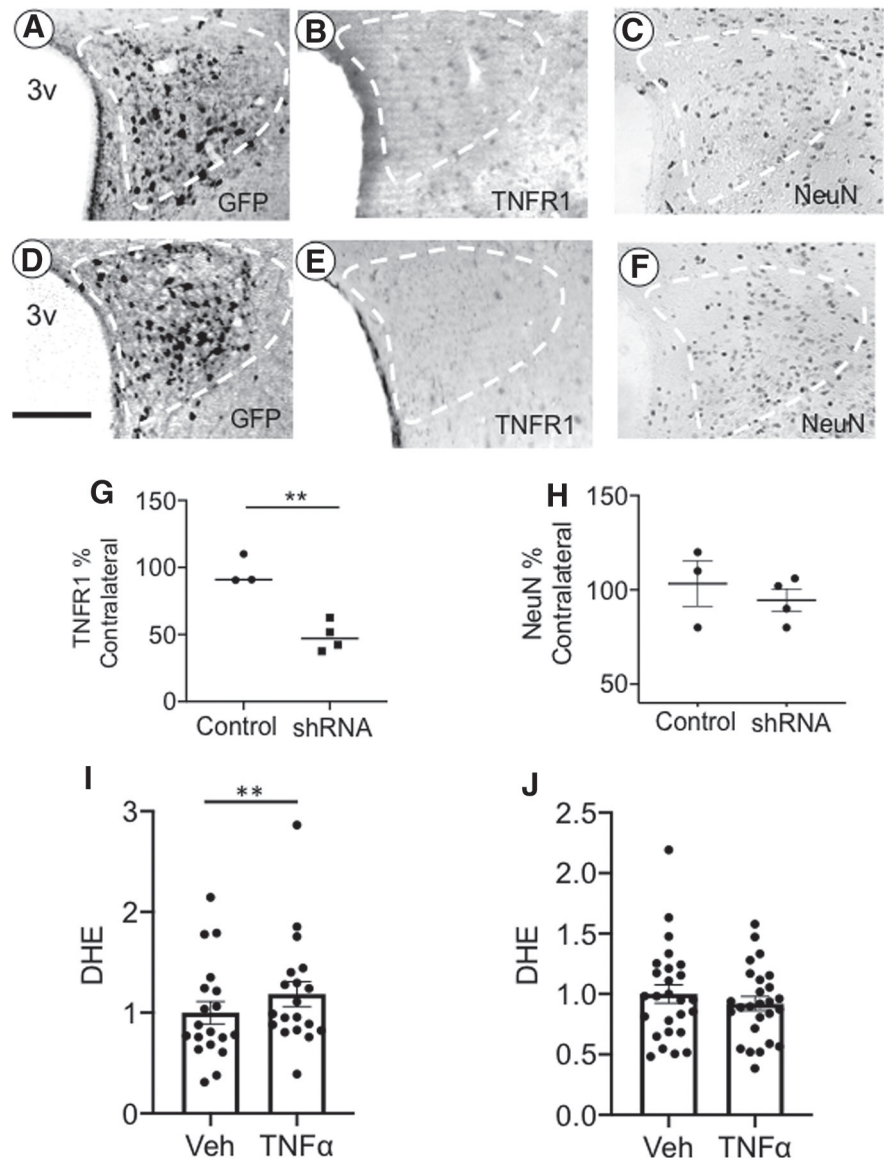 A
3v
GFP
B
TNFR1
C
NeuN
D
3v
GFP
E
TNFR1
F
NeuN
G
**
150
100
50
0
TNFR1 %
Contralateral
Control
shRNA
H
150
100
50
NeuN %
Contralateral
Control
shRNA
I
**
3
2
1
0
DHE
Veh
TNFα
J
2.5
2.0
1.5
1.0
0.5
0.0
DHE
Veh
TNFα